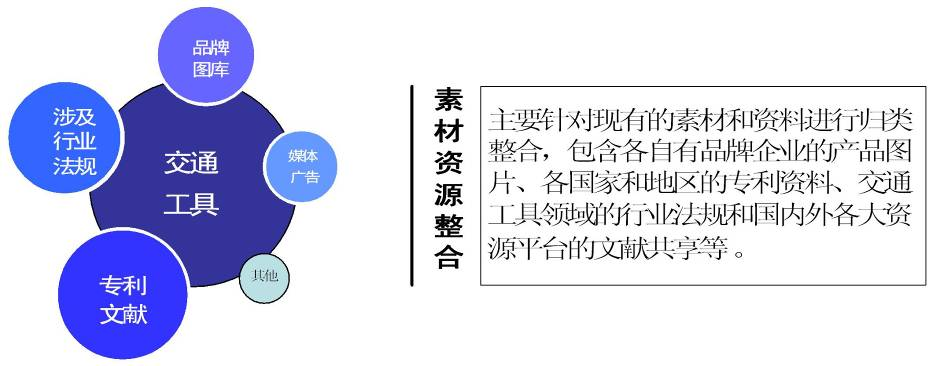 品牌
图库
涉及
行业
法规
交通
工具
媒体
广告
其他
专利
文献
素材资源整合
主要针对现有的素材和资料进行归类
整合，包含各自有品牌企业的产品图
片、各国家和地区的专利资料、交通
工具领域的行业法规和国内外各大资
源平台的文献共享等。